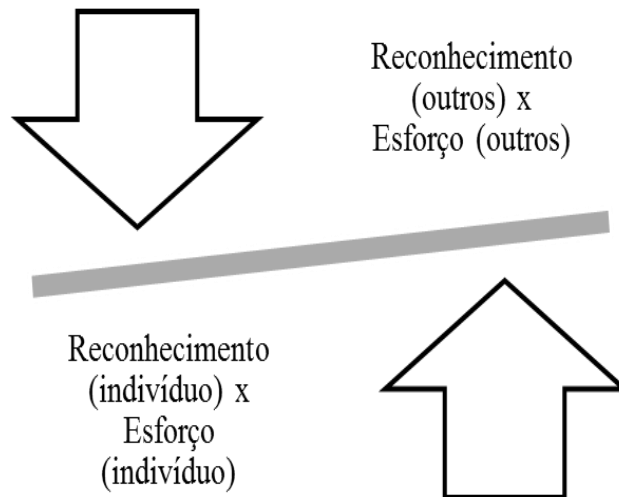 Reconhecimento
(outros) x
Esforço (outros)
Reconhecimento
(indivíduo) x
Esforço
(indivíduo)